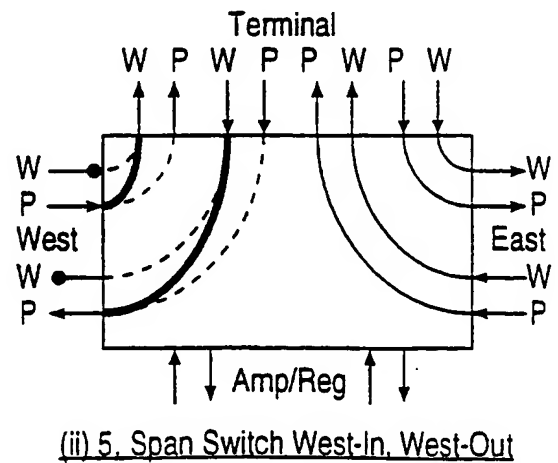 Terminal
W P W P P W P W
W W
P P
West East
W W
P P
Amp/Reg
(ii) 5. Span Switch West-In, West-Out